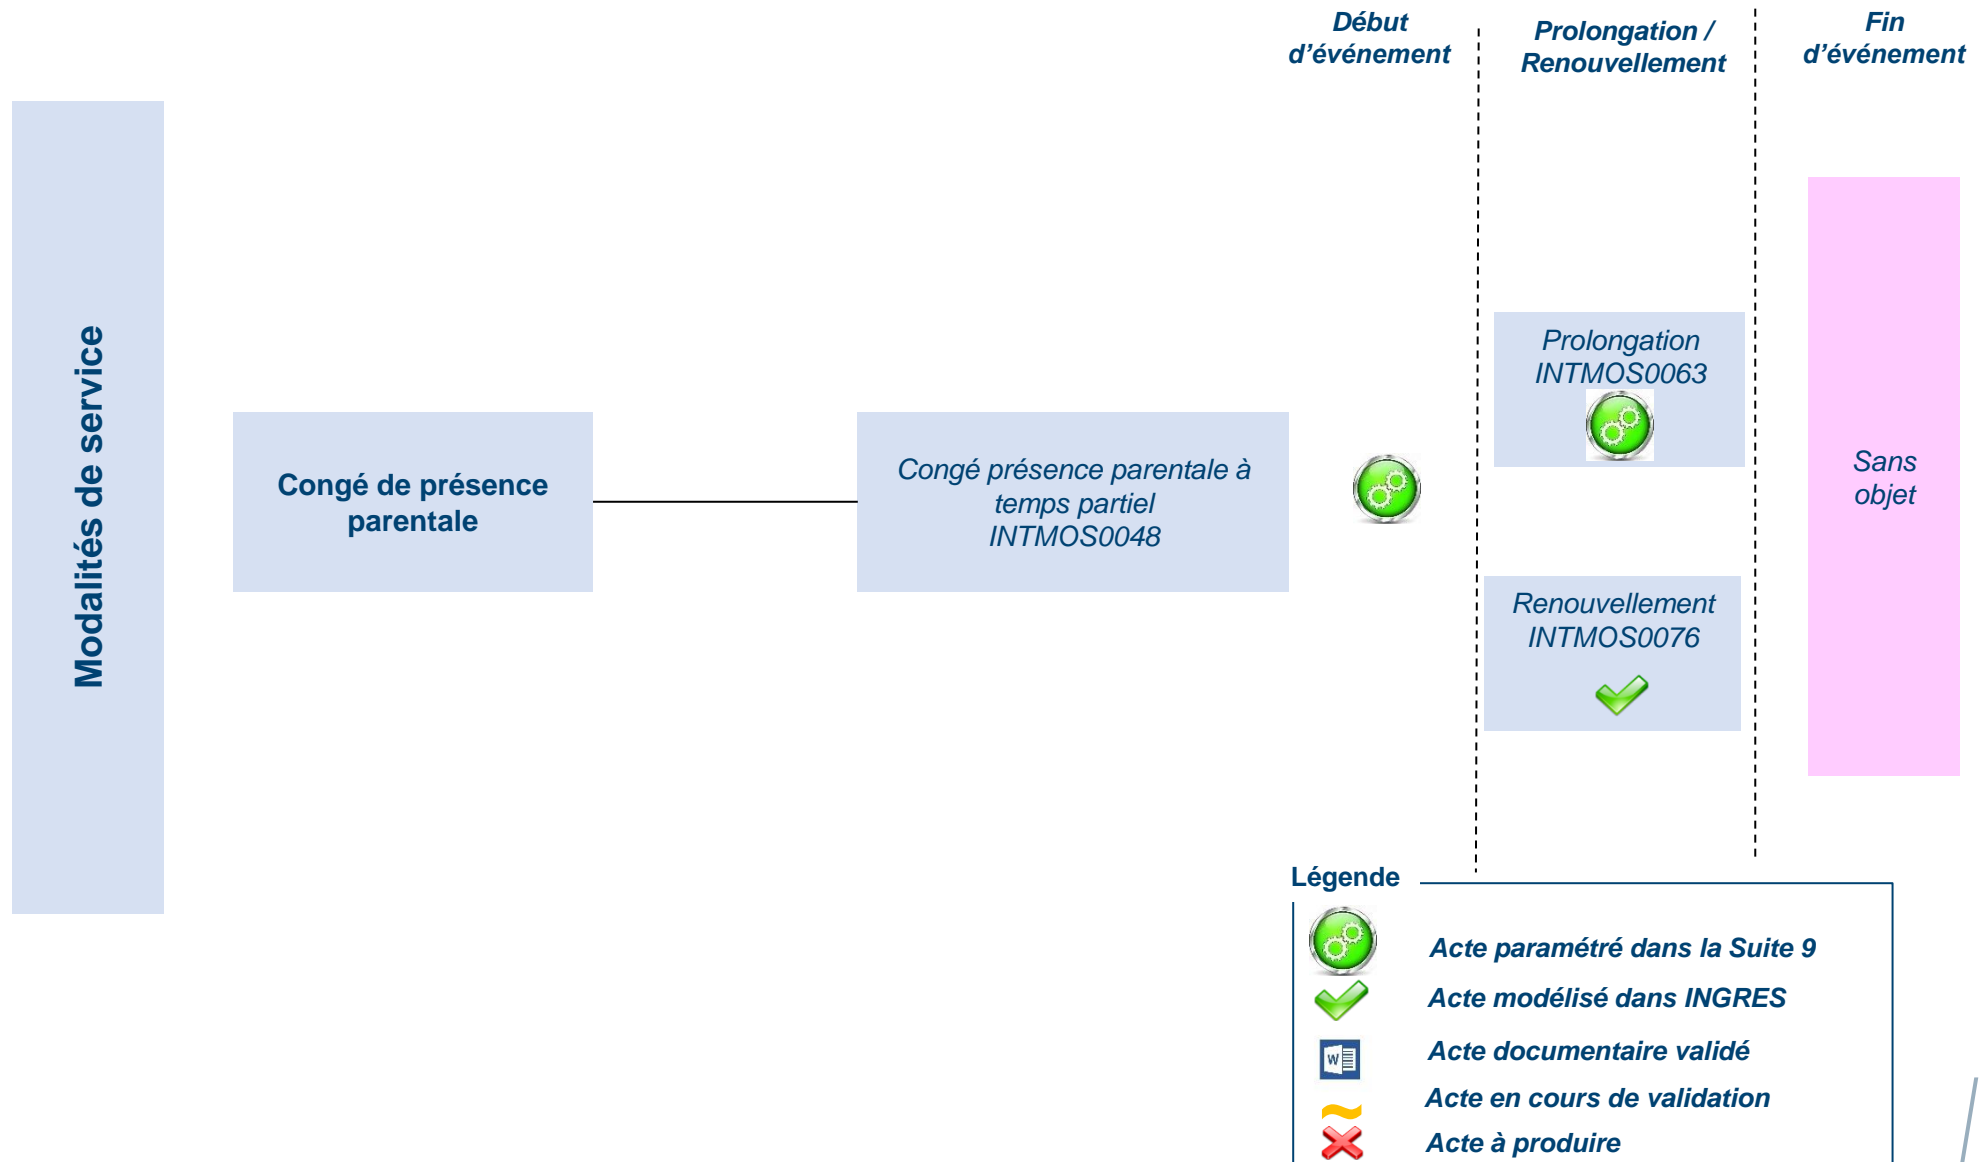 Début
d’événement
Prolongation /
Renouvellement
Fin
d’événement
Modalités de service
Congé de présence
parentale
Congé présence parentale à
temps partiel
INTMOS0048
Prolongation
INTMOS0063
Renouvellement
INTMOS0076
Sans
objet
Légende
Acte paramétré dans la Suite 9
Acte modélisé dans INGRES
W
Acte documentaire validé
Acte en cours de validation
Acte à produire